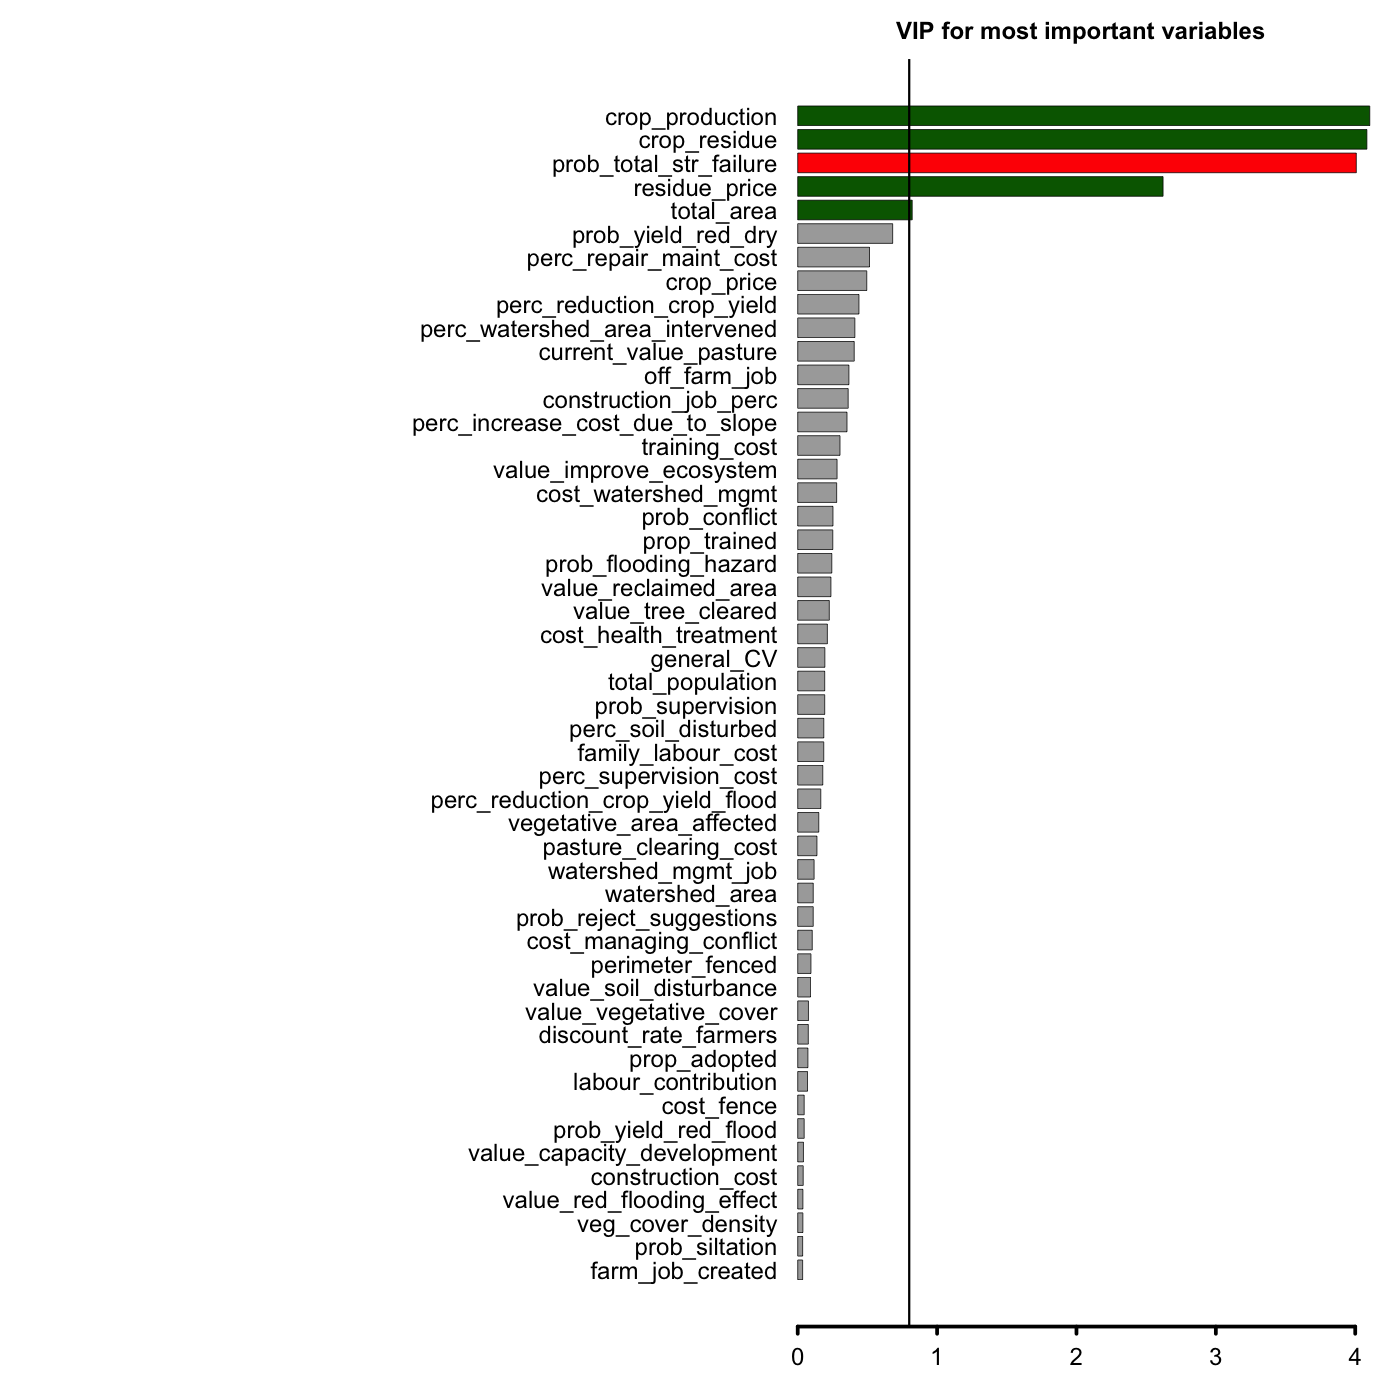 VIP for most important variables
crop_production
crop_residue
prob_total_str_failure
residue_price
total_area
prob_yield_red_dry
perc_repair_maint_cost
crop_price
perc_reduction_crop_yield
perc_watershed_area_intervened
current_value_pasture
off_farm_job
construction_job_perc
perc_increase_cost_due_to_slope
training_cost
value_improve_ecosystem
cost_watershed_mgmt
prob_conflict
prop_trained
prob_flooding_hazard
value_reclaimed_area
value_tree_cleared
cost_health_treatment
general_CV
total_population
prob_supervision
perc_soil_disturbed
family_labour_cost
perc_supervision_cost
perc_reduction_crop_yield_flood
vegetative_area_affected
pasture_clearing_cost
watershed_mgmt_job
watershed_area
prob_reject_suggestions
cost_managing_conflict
perimeter_fenced
value_soil_disturbance
value_vegetative_cover
discount_rate_farmers
prop_adopted
labour_contribution
cost_fence
prob_yield_red_flood
value_capacity_development
construction_cost
value_red_flooding_effect
veg_cover_density
prob_siltation
farm_job_created
0 1 2 3 4